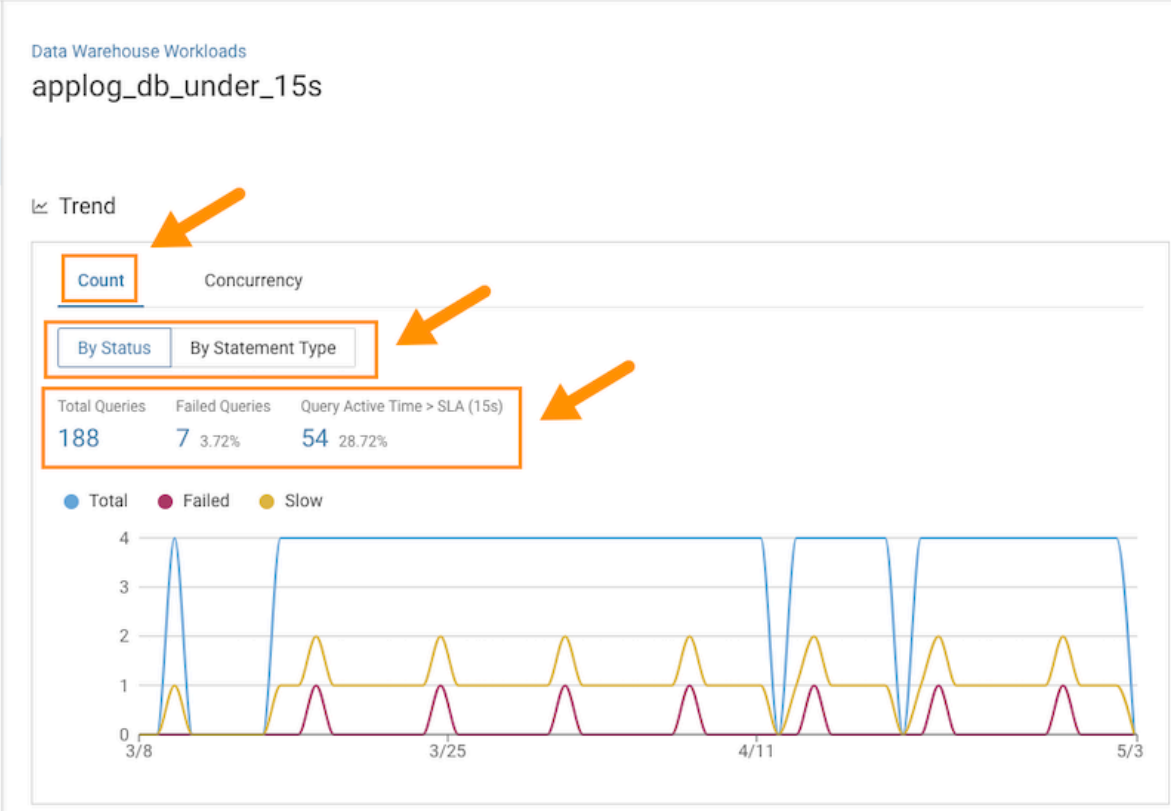 Data Warehouse Workloads
applog_db_under_15s
Trend
Count Concurrency
By Status By Statement Type
Total Queries Failed Queries Query Active Time > SLA (15s)
188 7 3.72% 54 28.72%
Total Failed Slow
4
3
2
1
0
3/8 3/25 4/11 5/3